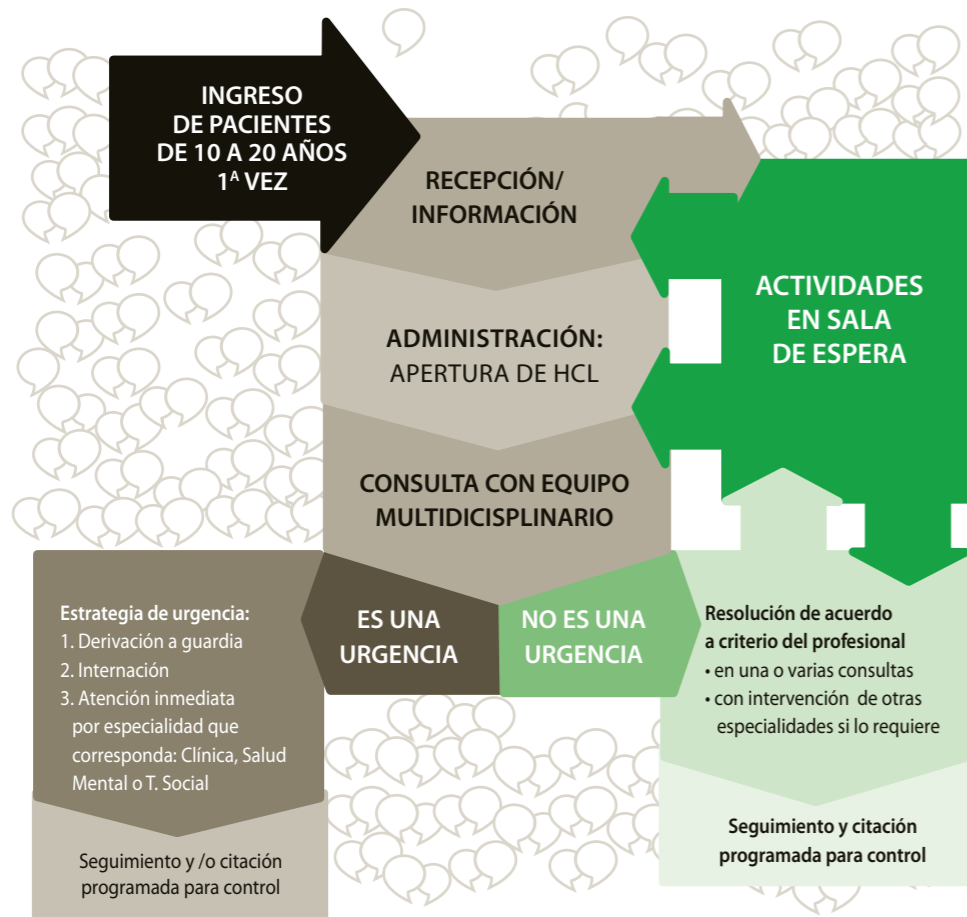 INGRESO
DE PACIENTES
DE 10 A 20 AÑOS
1ᴬ VEZ
RECEPCIÓN/
INFORMACIÓN
ACTIVIDADES
EN SALA
DE ESPERA
ADMINISTRACIÓN:
APERTURA DE HCL
CONSULTA CON EQUIPO
MULTIDICISPLINARIO
ES UNA
URGENCIA
NO ES UNA
URGENCIA
Estrategia de urgencia:
1. Derivación a guardia
2. Internación
3. Atención inmediata
por especialidad que
corresponda: Clínica, Salud
Mental o T. Social
Seguimiento y /o citación
programada para control
Resolución de acuerdo
a criterio del profesional
• en una o varias consultas
• con intervención de otras
especialidades si lo requiere
Seguimiento y citación
programada para control